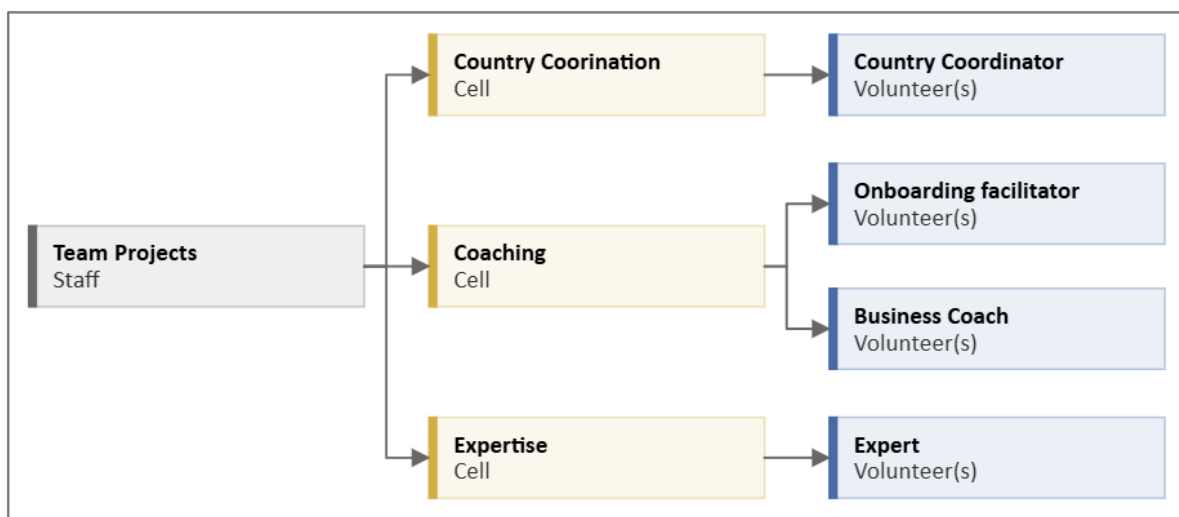 Team Projects
Staff
Country Coorination
Cell
Coaching
Cell
Expertise
Cell
Country Coordinator
Volunteer(s)
Onboarding facilitator
Volunteer(s)
Business Coach
Volunteer(s)
Expert
Volunteer(s)